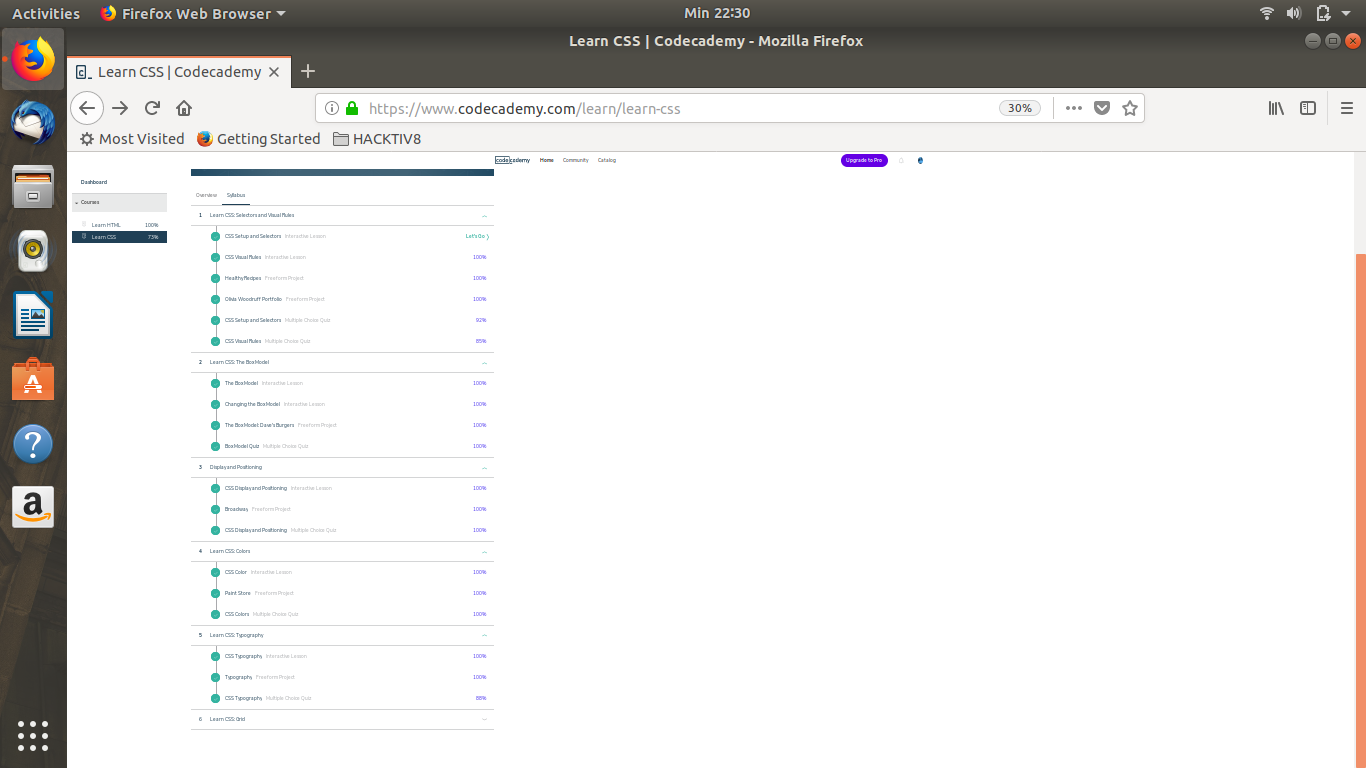 Activities Firefox Web Browser Min 22:30
Learn CSS | Codecademy - Mozilla Firefox
Learn CSS | Codecademy
https://www.codecademy.com/learn/learn-css 30%
Most Visited Getting Started HACKTIV8
codecademy Home Community Catalog Upgrade to Pro
Dashboard
Courses
Learn HTML 100%
Learn CSS 73%
Overview Syllabus
1 Learn CSS: Selectors and Visual Rules
CSS Setup and Selectors Interactive Lesson Let's Go
CSS Visual Rules Interactive Lesson 100%
Healthy Recipes Freeform Project 100%
Olivia Woodruff Portfolio Freeform Project 100%
CSS Setup and Selectors Multiple Choice Quiz 92%
CSS Visual Rules Multiple Choice Quiz 85%
2 Learn CSS: The Box Model
The Box Model Interactive Lesson 100%
Changing the Box Model Interactive Lesson 100%
The Box Model: Dave's Burgers Freeform Project 100%
Box Model Quiz Multiple Choice Quiz 100%
3 Display and Positioning
CSS Display and Positioning Interactive Lesson 100%
Broadway Freeform Project 100%
CSS Display and Positioning Multiple Choice Quiz 100%
4 Learn CSS: Colors
CSS Color Interactive Lesson 100%
Paint Store Freeform Project 100%
CSS Colors Multiple Choice Quiz 100%
5 Learn CSS: Typography
CSS Typography Interactive Lesson 100%
Typography Freeform Project 100%
CSS Typography Multiple Choice Quiz 88%
6 Learn CSS: Grid